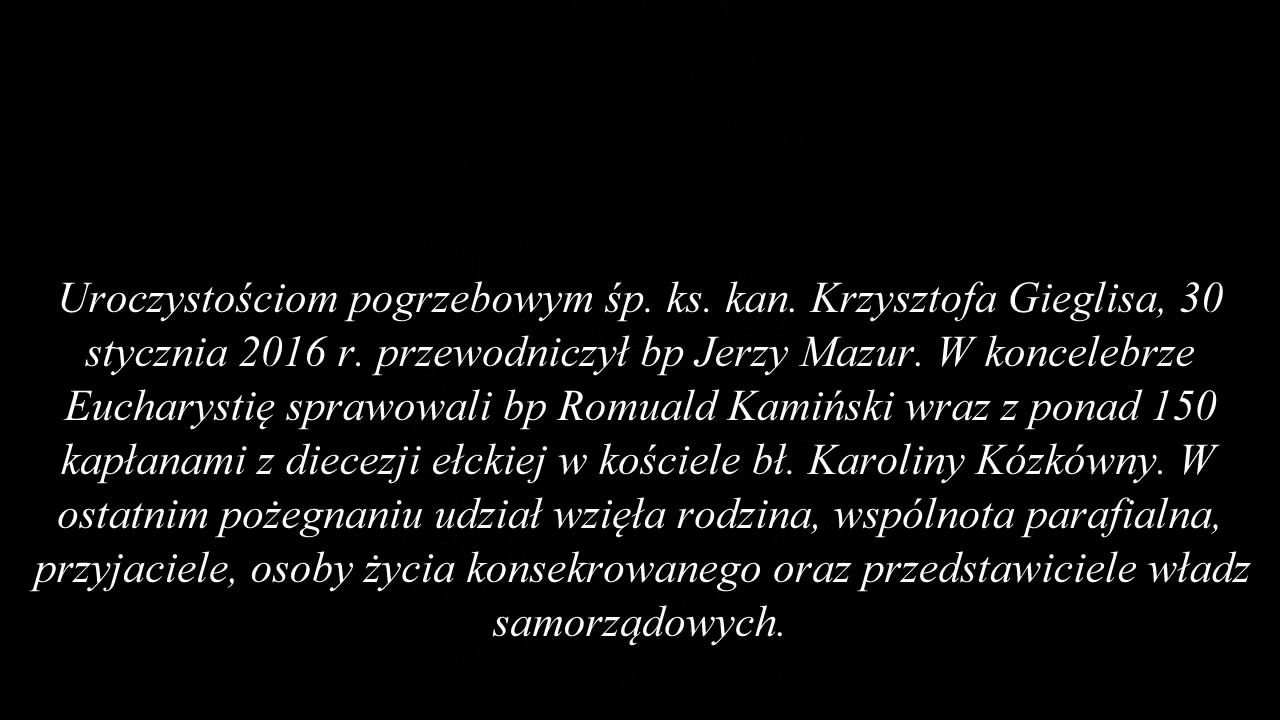 Uroczystościom pogrzebowym śp. ks. kan. Krzysztofa Gieglisa, 30
stycznia 2016 r. przewodniczył bp Jerzy Mazur. W koncelebrze
Eucharystię sprawowali bp Romuald Kamiński wraz z ponad 150
kapłanami z diecezji ełckiej w kościele bł. Karoliny Kózkówny. W
ostatnim pożegnaniu udział wzięła rodzina, wspólnota parafialna,
przyjaciele, osoby życia konsekrowanego oraz przedstawiciele władz
samorządowych.